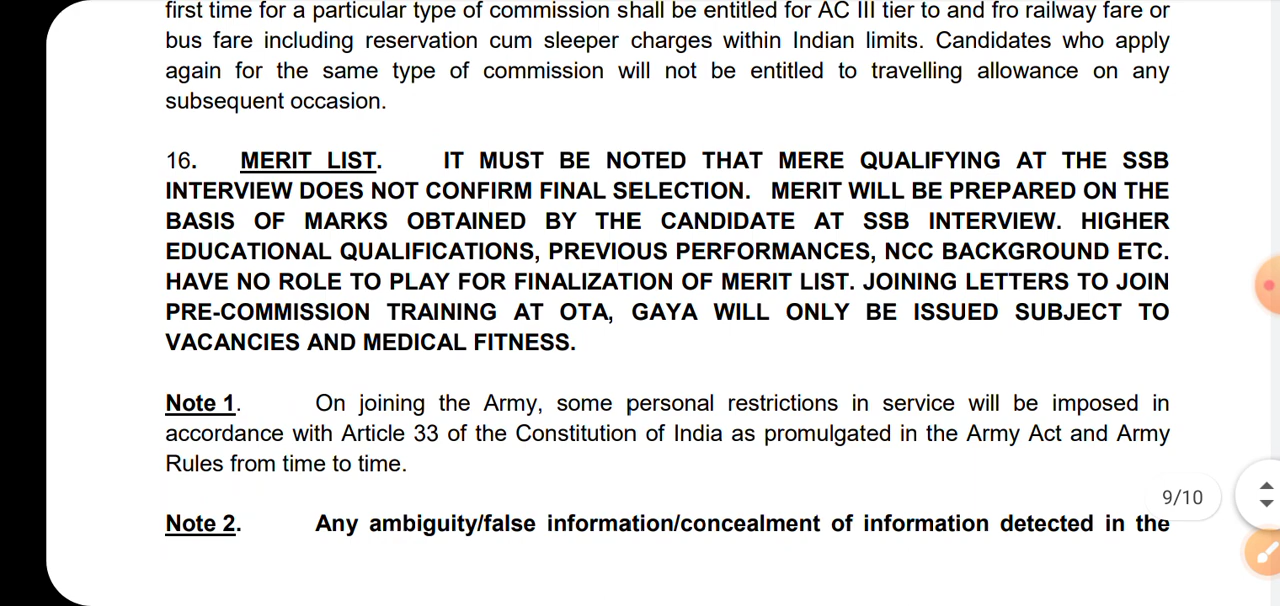 first time for a particular type of commission shall be entitled for AC III tier to and fro railway fare or
bus fare including reservation cum sleeper charges within Indian limits. Candidates who apply
again for the same type of commission will not be entitled to travelling allowance on any
subsequent occasion.
16. MERIT LIST. IT MUST BE NOTED THAT MERE QUALIFYING AT THE SSB
INTERVIEW DOES NOT CONFIRM FINAL SELECTION. MERIT WILL BE PREPARED ON THE
BASIS OF MARKS OBTAINED BY THE CANDIDATE AT SSB INTERVIEW. HIGHER
EDUCATIONAL QUALIFICATIONS, PREVIOUS PERFORMANCES, NCC BACKGROUND ETC.
HAVE NO ROLE TO PLAY FOR FINALIZATION OF MERIT LIST. JOINING LETTERS TO JOIN
PRE-COMMISSION TRAINING AT OTA, GAYA WILL ONLY BE ISSUED SUBJECT TO
VACANCIES AND MEDICAL FITNESS.
Note 1. On joining the Army, some personal restrictions in service will be imposed in
accordance with Article 33 of the Constitution of India as promulgated in the Army Act and Army
Rules from time to time.
9/10
Note 2. Any ambiguity/false information/concealment of information detected in the